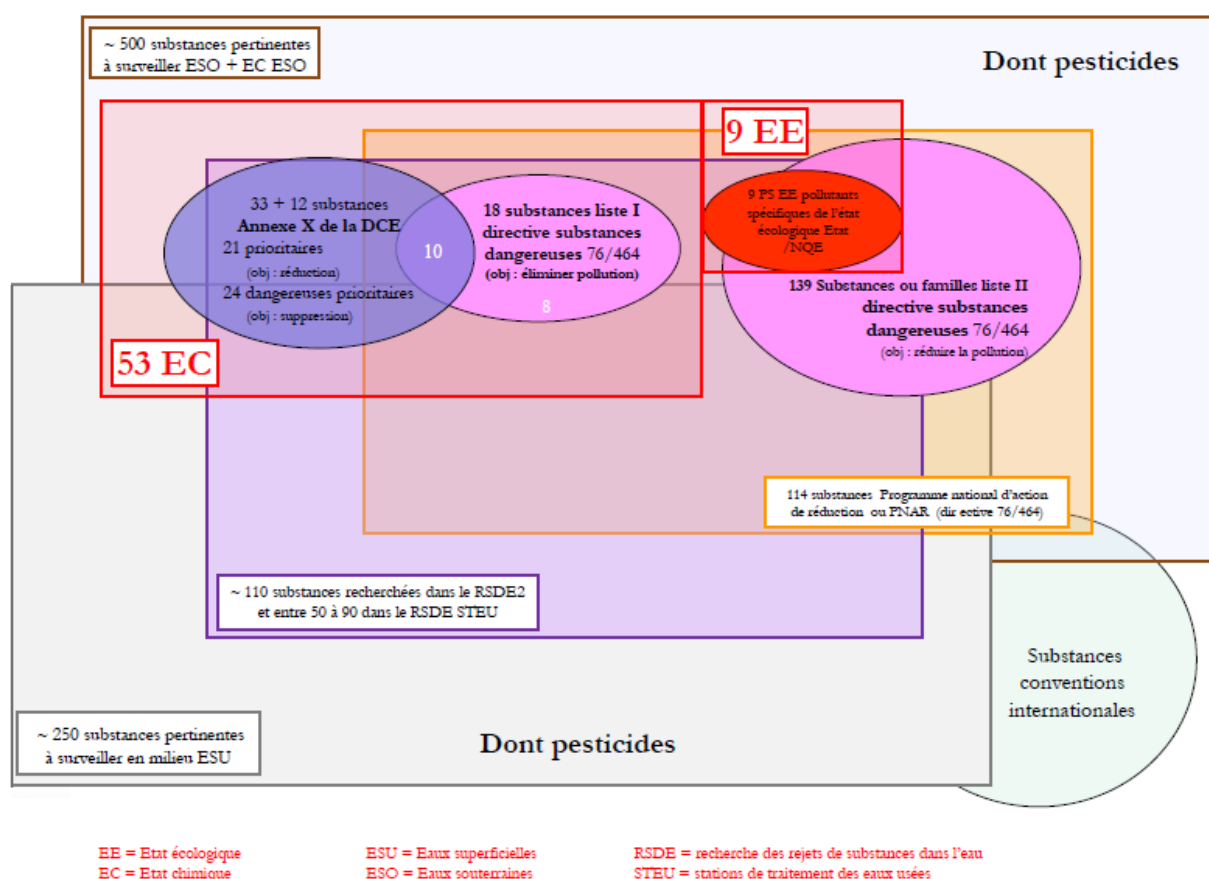 ~ 500 substances pertinentes
à surveiller ESO + EC ESO
Dont pesticides
9 EE
33 + 12 substances
Annexe X de la DCE
21 prioritaires
(obj : réduction)
24 dangereuses prioritaires
(obj : suppression)
10
18 substances liste I
directive substances
dangereuses 76/464
(obj : éliminer pollution)
8
9 PS EE pollutants
spécifiques de l'état
écologique Etat
/NQE
139 Substances ou familles liste II
directive substances
dangereuses 76/464
(obj : réduire la pollution)
53 EC
114 substances Programme national d'action
de réduction ou PNAR (dir ective 76/464)
~ 110 substances recherchées dans le RSDE2
et entre 50 à 90 dans le RSDE STEU
Substances
conventions
internationales
~ 250 substances pertinentes
à surveiller en milieu ESU
Dont pesticides
EE = Etat écologique
EC = Etat chimique
ESU = Eaux superficielles
ESO = Eaux souterraines
RSDE = recherche des rejets de substances dans l'eau
STEU = stations de traitement des eaux usées